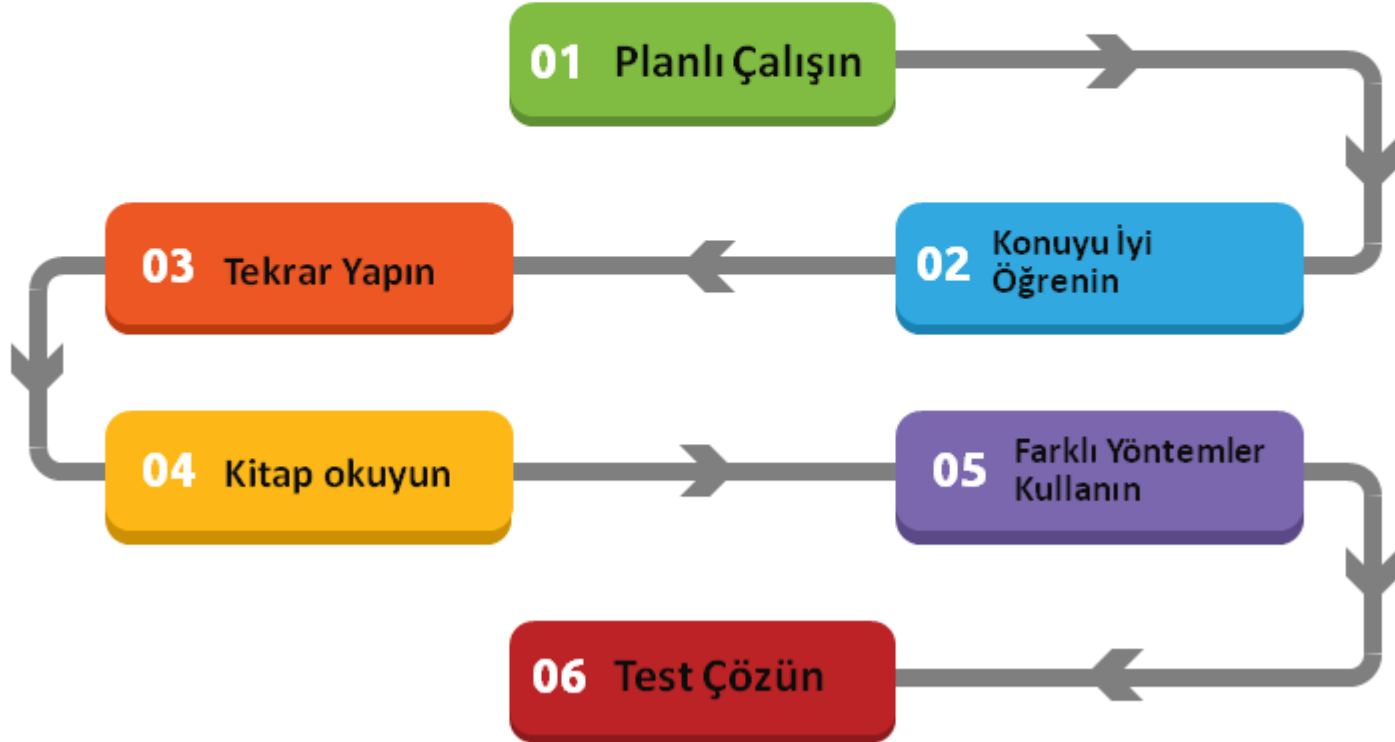 01 Planlı Çalışın
02 Konuyu İyi
Öğrenin
03 Tekrar Yapın
04 Kitap okuyun
05 Farklı Yöntemler
Kullanın
06 Test Çözün